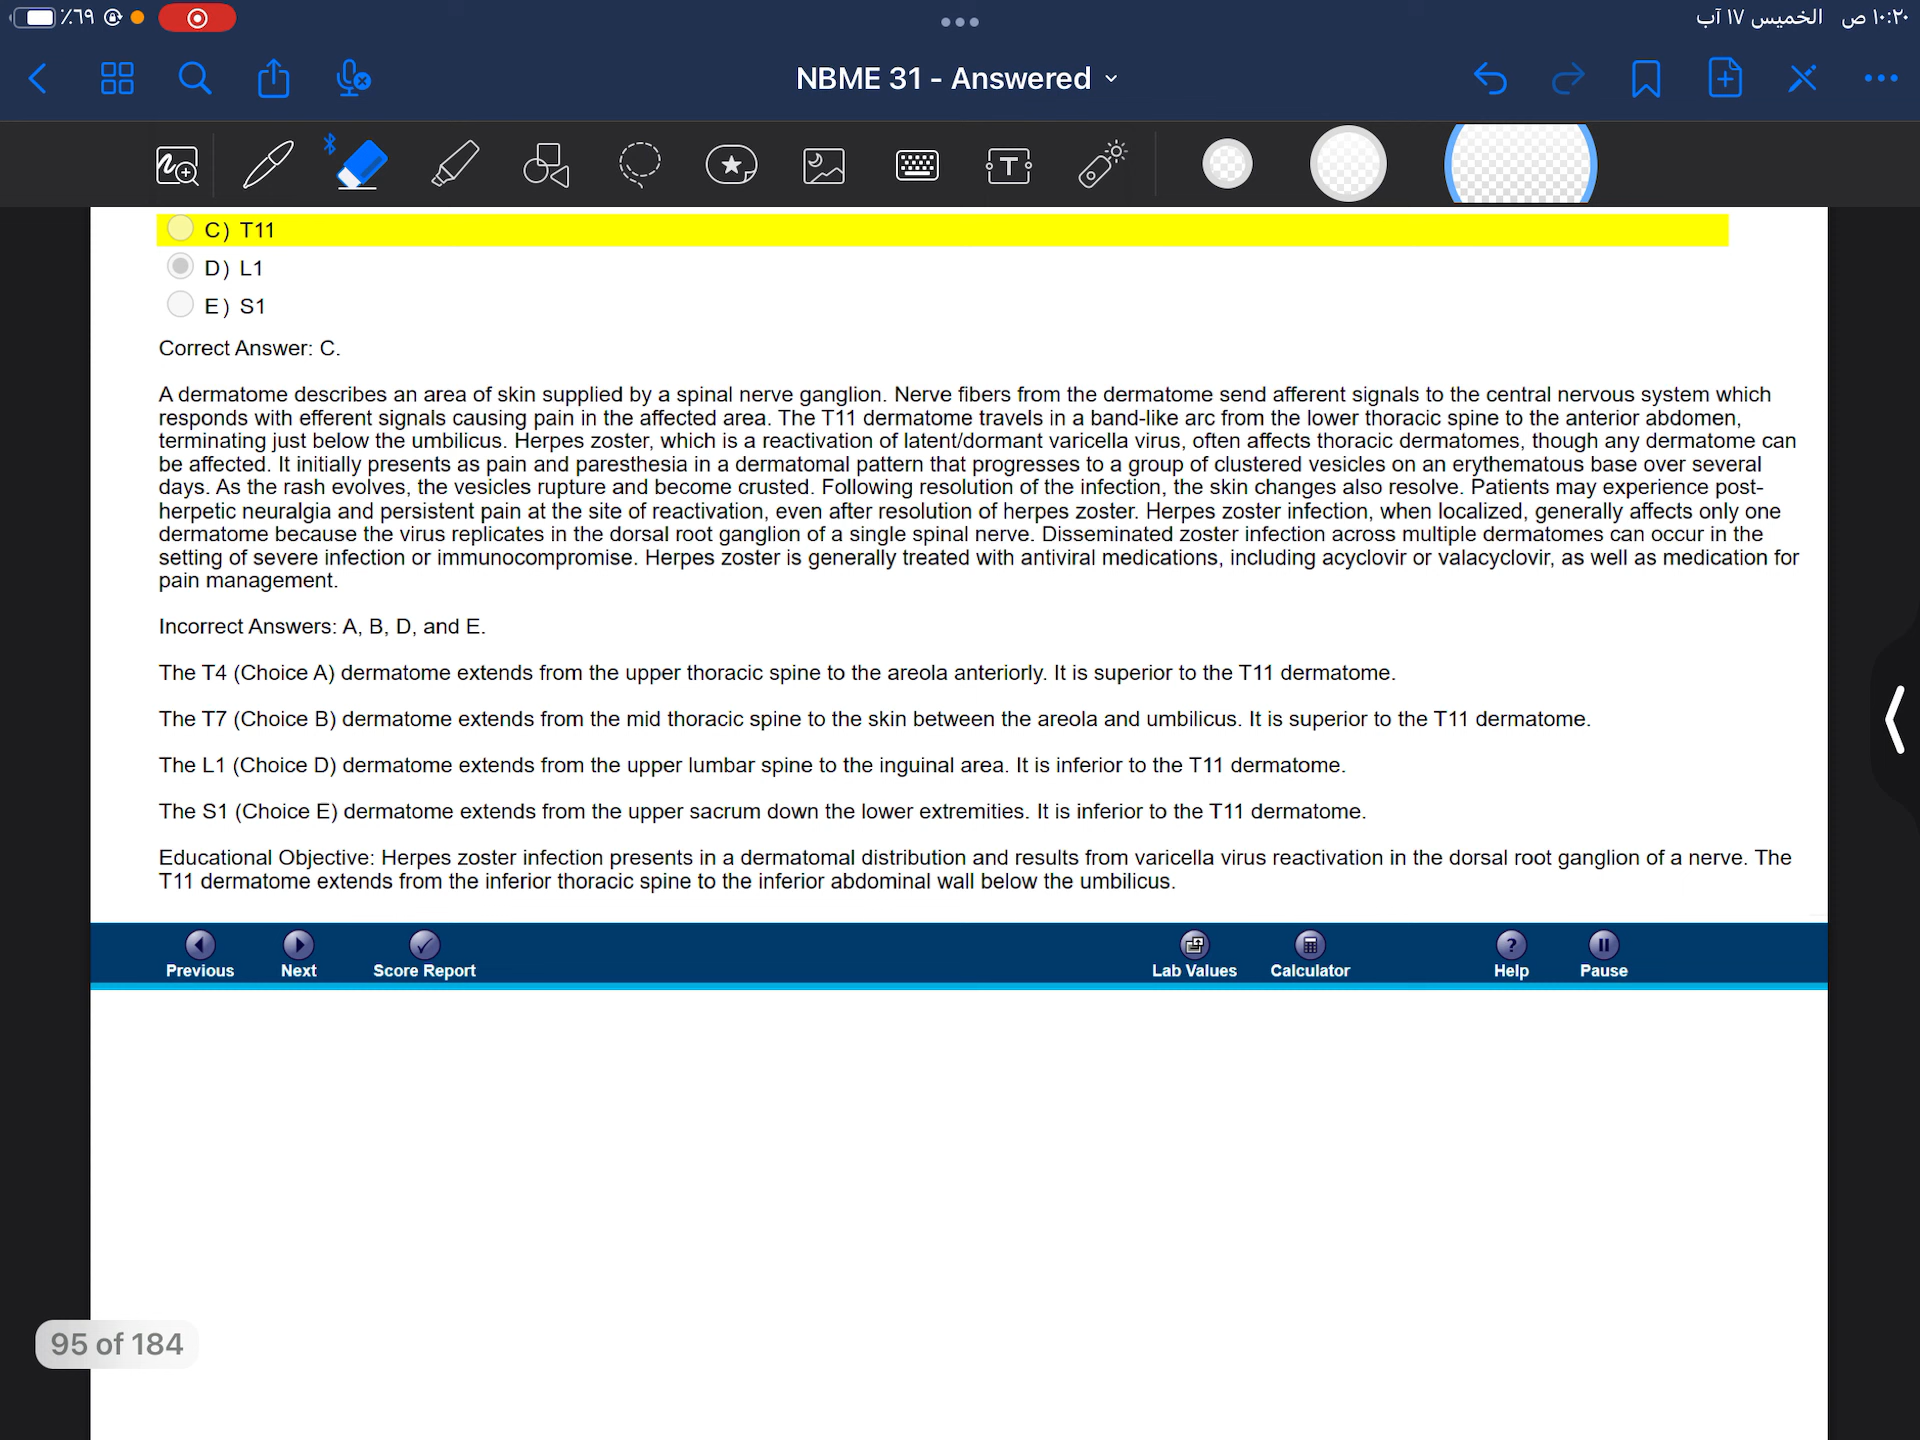 ٪٦٩
الخميس ١٧ آب ١٠:٢٠ ص
NBME 31 - Answered
T
C) T11
D) L1
E) S1
Correct Answer: C.
A dermatome describes an area of skin supplied by a spinal nerve ganglion. Nerve fibers from the dermatome send afferent signals to the central nervous system which
responds with efferent signals causing pain in the affected area. The T11 dermatome travels in a band-like arc from the lower thoracic spine to the anterior abdomen,
terminating just below the umbilicus. Herpes zoster, which is a reactivation of latent/dormant varicella virus, often affects thoracic dermatomes, though any dermatome can
be affected. It initially presents as pain and paresthesia in a dermatomal pattern that progresses to a group of clustered vesicles on an erythematous base over several
days. As the rash evolves, the vesicles rupture and become crusted. Following resolution of the infection, the skin changes also resolve. Patients may experience post-
herpetic neuralgia and persistent pain at the site of reactivation, even after resolution of herpes zoster. Herpes zoster infection, when localized, generally affects only one
dermatome because the virus replicates in the dorsal root ganglion of a single spinal nerve. Disseminated zoster infection across multiple dermatomes can occur in the
setting of severe infection or immunocompromise. Herpes zoster is generally treated with antiviral medications, including acyclovir or valacyclovir, as well as medication for
pain management.
Incorrect Answers: A, B, D, and E.
The T4 (Choice A) dermatome extends from the upper thoracic spine to the areola anteriorly. It is superior to the T11 dermatome.
The T7 (Choice B) dermatome extends from the mid thoracic spine to the skin between the areola and umbilicus. It is superior to the T11 dermatome.
The L1 (Choice D) dermatome extends from the upper lumbar spine to the inguinal area. It is inferior to the T11 dermatome.
The S1 (Choice E) dermatome extends from the upper sacrum down the lower extremities. It is inferior to the T11 dermatome.
Educational Objective: Herpes zoster infection presents in a dermatomal distribution and results from varicella virus reactivation in the dorsal root ganglion of a nerve. The
T11 dermatome extends from the inferior thoracic spine to the inferior abdominal wall below the umbilicus.
Previous Next Score Report Lab Values Calculator Help Pause
95 of 184